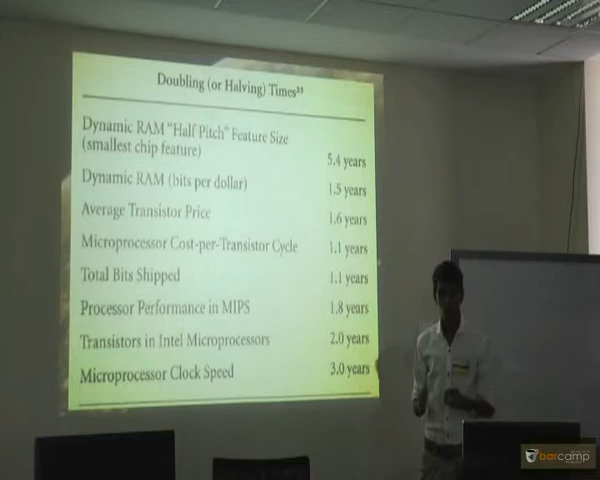 Doubling (or Halving) Times³³
Dynamic RAM "Half Pitch" Feature Size
(smallest chip feature) 5.4 years
Dynamic RAM (bits per dollar) 1.5 years
Average Transistor Price 1.6 years
Microprocessor Cost-per-Transistor Cycle 1.1 years
Total Bits Shipped 1.1 years
Processor Performance in MIPS 1.8 years
Transistors in Intel Microprocessors 2.0 years
Microprocessor Clock Speed 3.0 years
barcamp